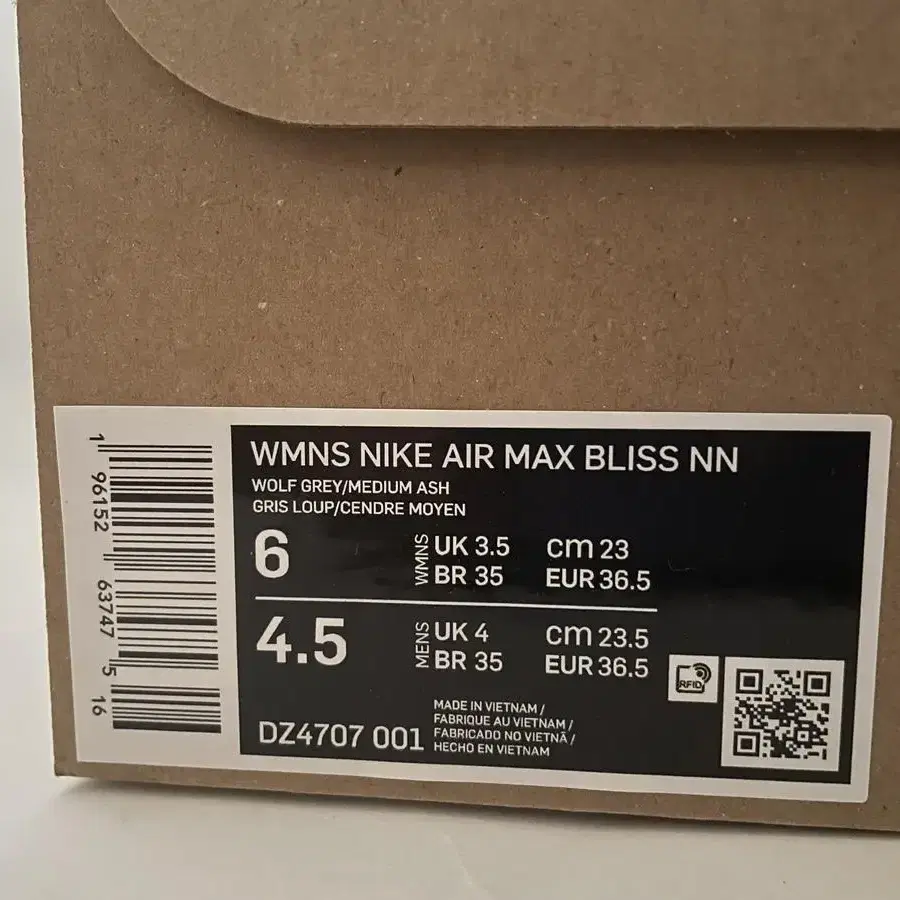 WMNS NIKE AIR MAX BLISS NN
WOLF GREY/MEDIUM ASH
GRIS LOUP/CENDRE MOYEN
6
WMNS
UK 3.5 cm 23
BR 35 EUR 36.5
4.5
MENS
UK 4 cm 23.5
BR 35 EUR 36.5
DZ4707 001
MADE IN VIETNAM /
FABRIQUE AU VIETNAM /
FABRICADO NO VIETNÃ /
HECHO EN VIETNAM
RFID
1 96152 63747 5 16